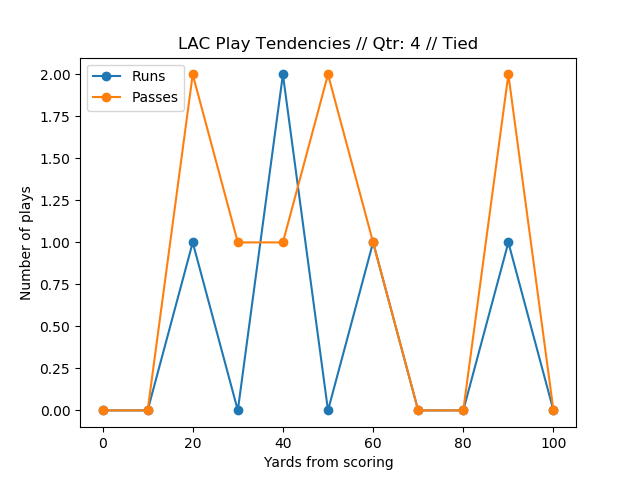 LAC Play Tendencies // Qtr: 4 // Tied
Runs
Passes
2.00
1.75
1.50
1.25
1.00
0.75
0.50
0.25
0.00
Number of plays
0 20 40 60 80 100
Yards from scoring